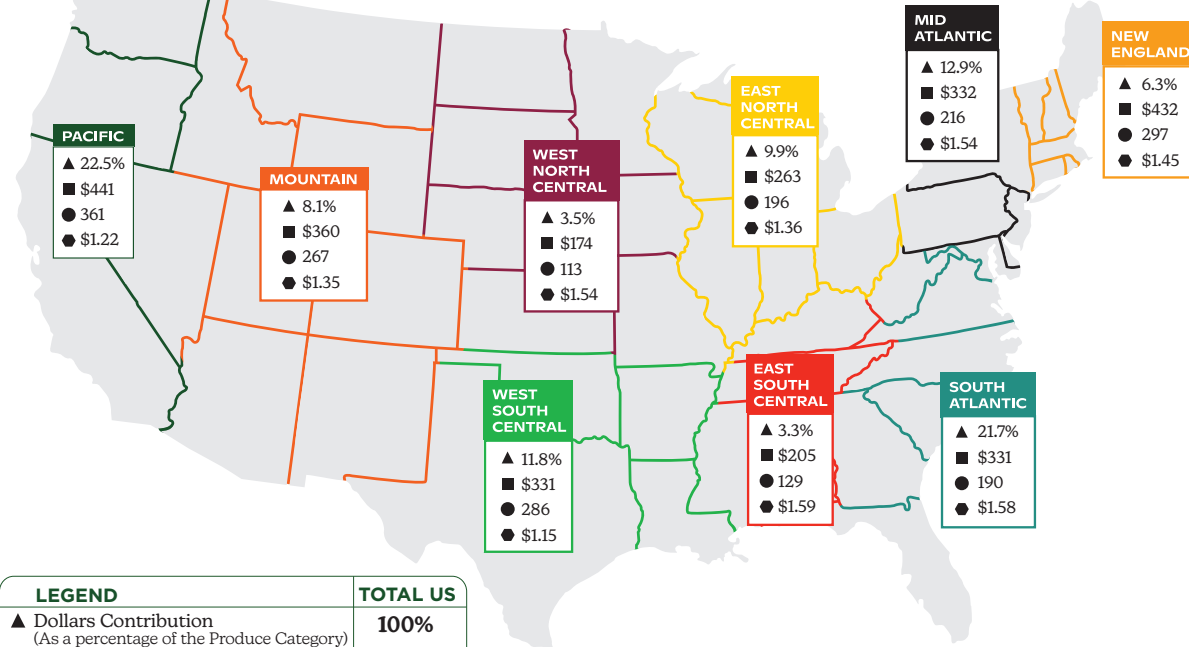 PACIFIC
▲ 22.5%
■ $441
● 361
⬣ $1.22
MOUNTAIN
▲ 8.1%
■ $360
● 267
⬣ $1.35
WEST
NORTH
CENTRAL
▲ 3.5%
■ $174
● 113
⬣ $1.54
EAST
NORTH
CENTRAL
▲ 9.9%
■ $263
● 196
⬣ $1.36
MID
ATLANTIC
▲ 12.9%
■ $332
● 216
⬣ $1.54
NEW
ENGLAND
▲ 6.3%
■ $432
● 297
⬣ $1.45
WEST
SOUTH
CENTRAL
▲ 11.8%
■ $331
● 286
⬣ $1.15
EAST
SOUTH
CENTRAL
▲ 3.3%
■ $205
● 129
⬣ $1.59
SOUTH
ATLANTIC
▲ 21.7%
■ $331
● 190
⬣ $1.58
LEGEND TOTAL US
▲ Dollars Contribution 100%
(As a percentage of the Produce Category)